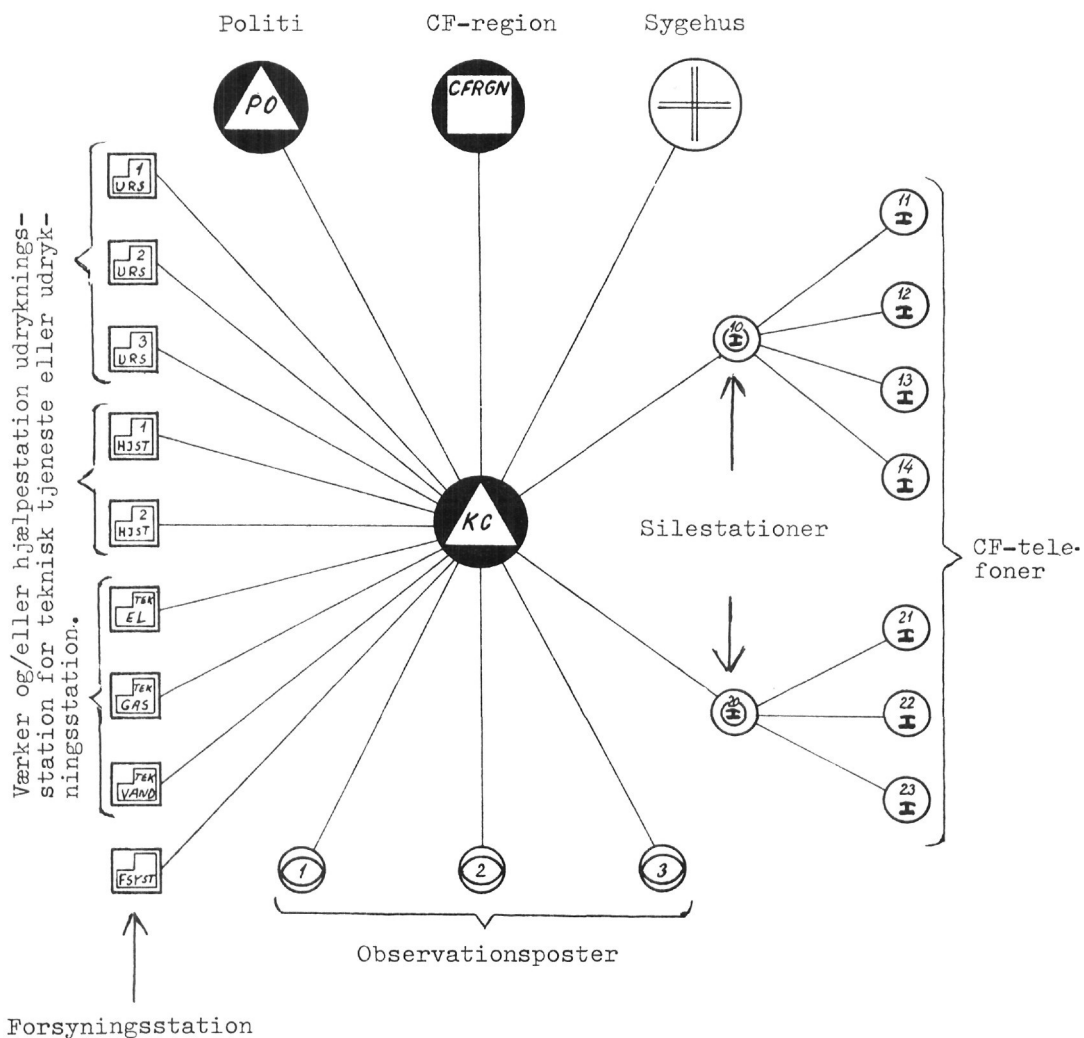 Politi
CF-region
Sygehus
PO
CFRGN
Værker og/eller hjælpestation udryknings-
station for teknisk tjeneste eller udryk-
ningsstation.
1
URS
2
URS
3
URS
1
HJST
2
HJST
TEK
EL
TEK
GAS
TEK
VAND
FSYST
KC
10
11
12
13
14
Silestationer
CF-tele-
foner
20
21
22
23
1
2
3
Observationsposter
Forsyningsstation